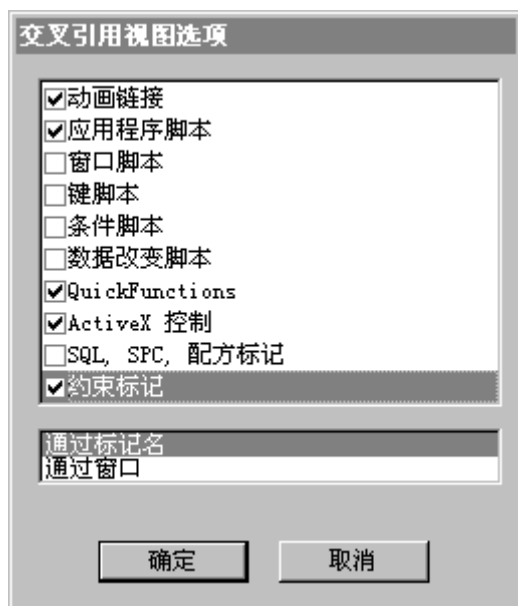 交叉引用视图选项
动画链接
应用程序脚本
窗口脚本
键脚本
条件脚本
数据改变脚本
QuickFunctions
ActiveX 控制
SQL, SPC, 配方标记
约束标记
通过标记名
通过窗口
确定
取消